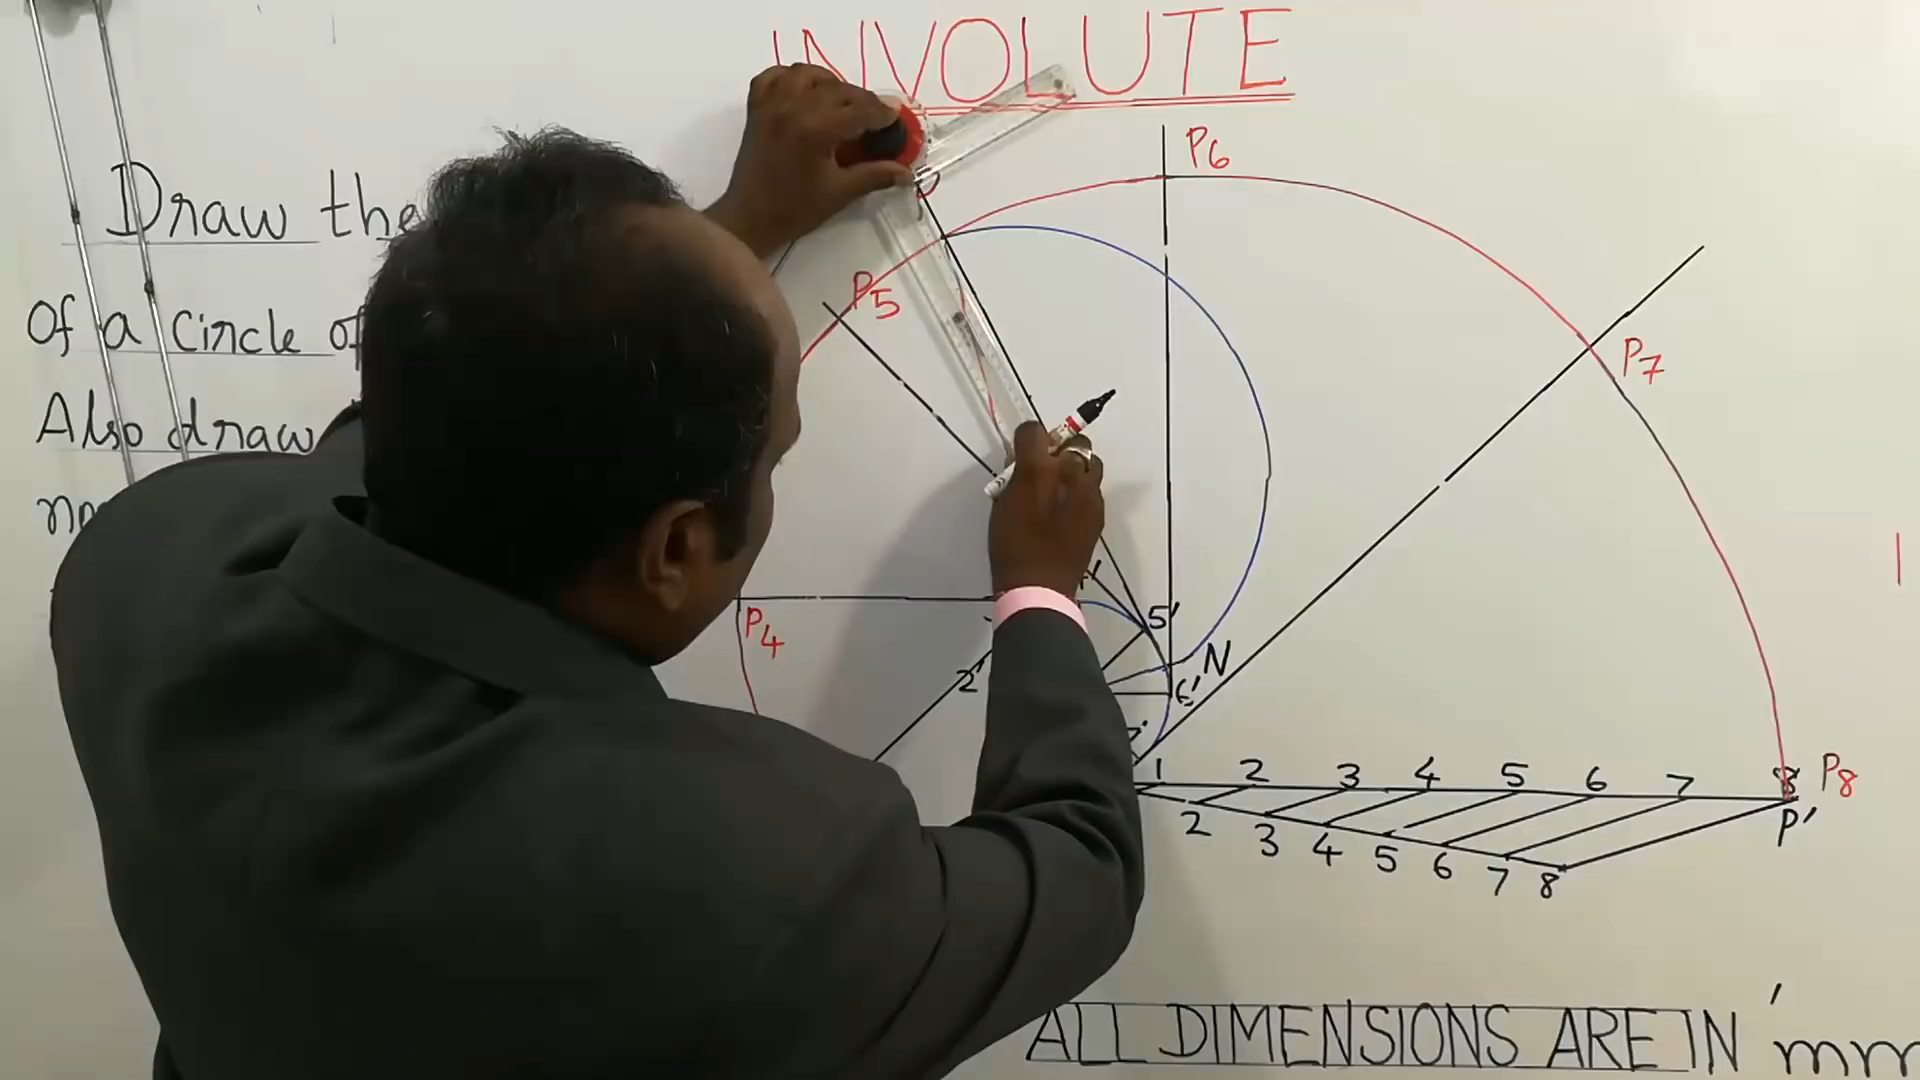 INVOLUTE
Draw the
Of a Circle of
Also draw
P6
P5
P7
P4
5'
2'
N
6'
7'
1 2 3 4 5 6 7 8 P8
P'
2 3 4 5 6 7 8
ALL DIMENSIONS ARE IN 'mm